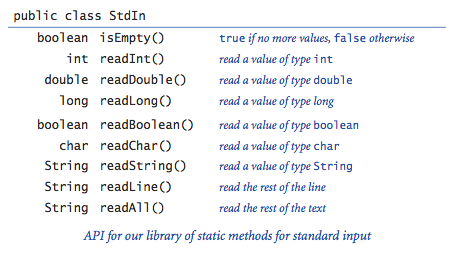 public class StdIn
boolean isEmpty() true if no more values, false otherwise
int readInt() read a value of type int
double readDouble() read a value of type double
long readLong() read a value of type long
boolean readBoolean() read a value of type boolean
char readChar() read a value of type char
String readString() read a value of type String
String readLine() read the rest of the line
String readAll() read the rest of the text
API for our library of static methods for standard input